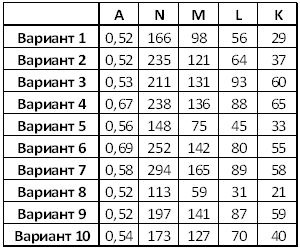 A N M L K
Вариант 1 0,52 166 98 56 29
Вариант 2 0,52 235 121 64 37
Вариант 3 0,53 211 131 93 60
Вариант 4 0,67 238 136 88 65
Вариант 5 0,56 148 75 45 33
Вариант 6 0,69 252 142 80 55
Вариант 7 0,58 294 165 89 58
Вариант 8 0,52 113 59 31 21
Вариант 9 0,52 197 141 87 59
Вариант 10 0,54 173 127 70 40